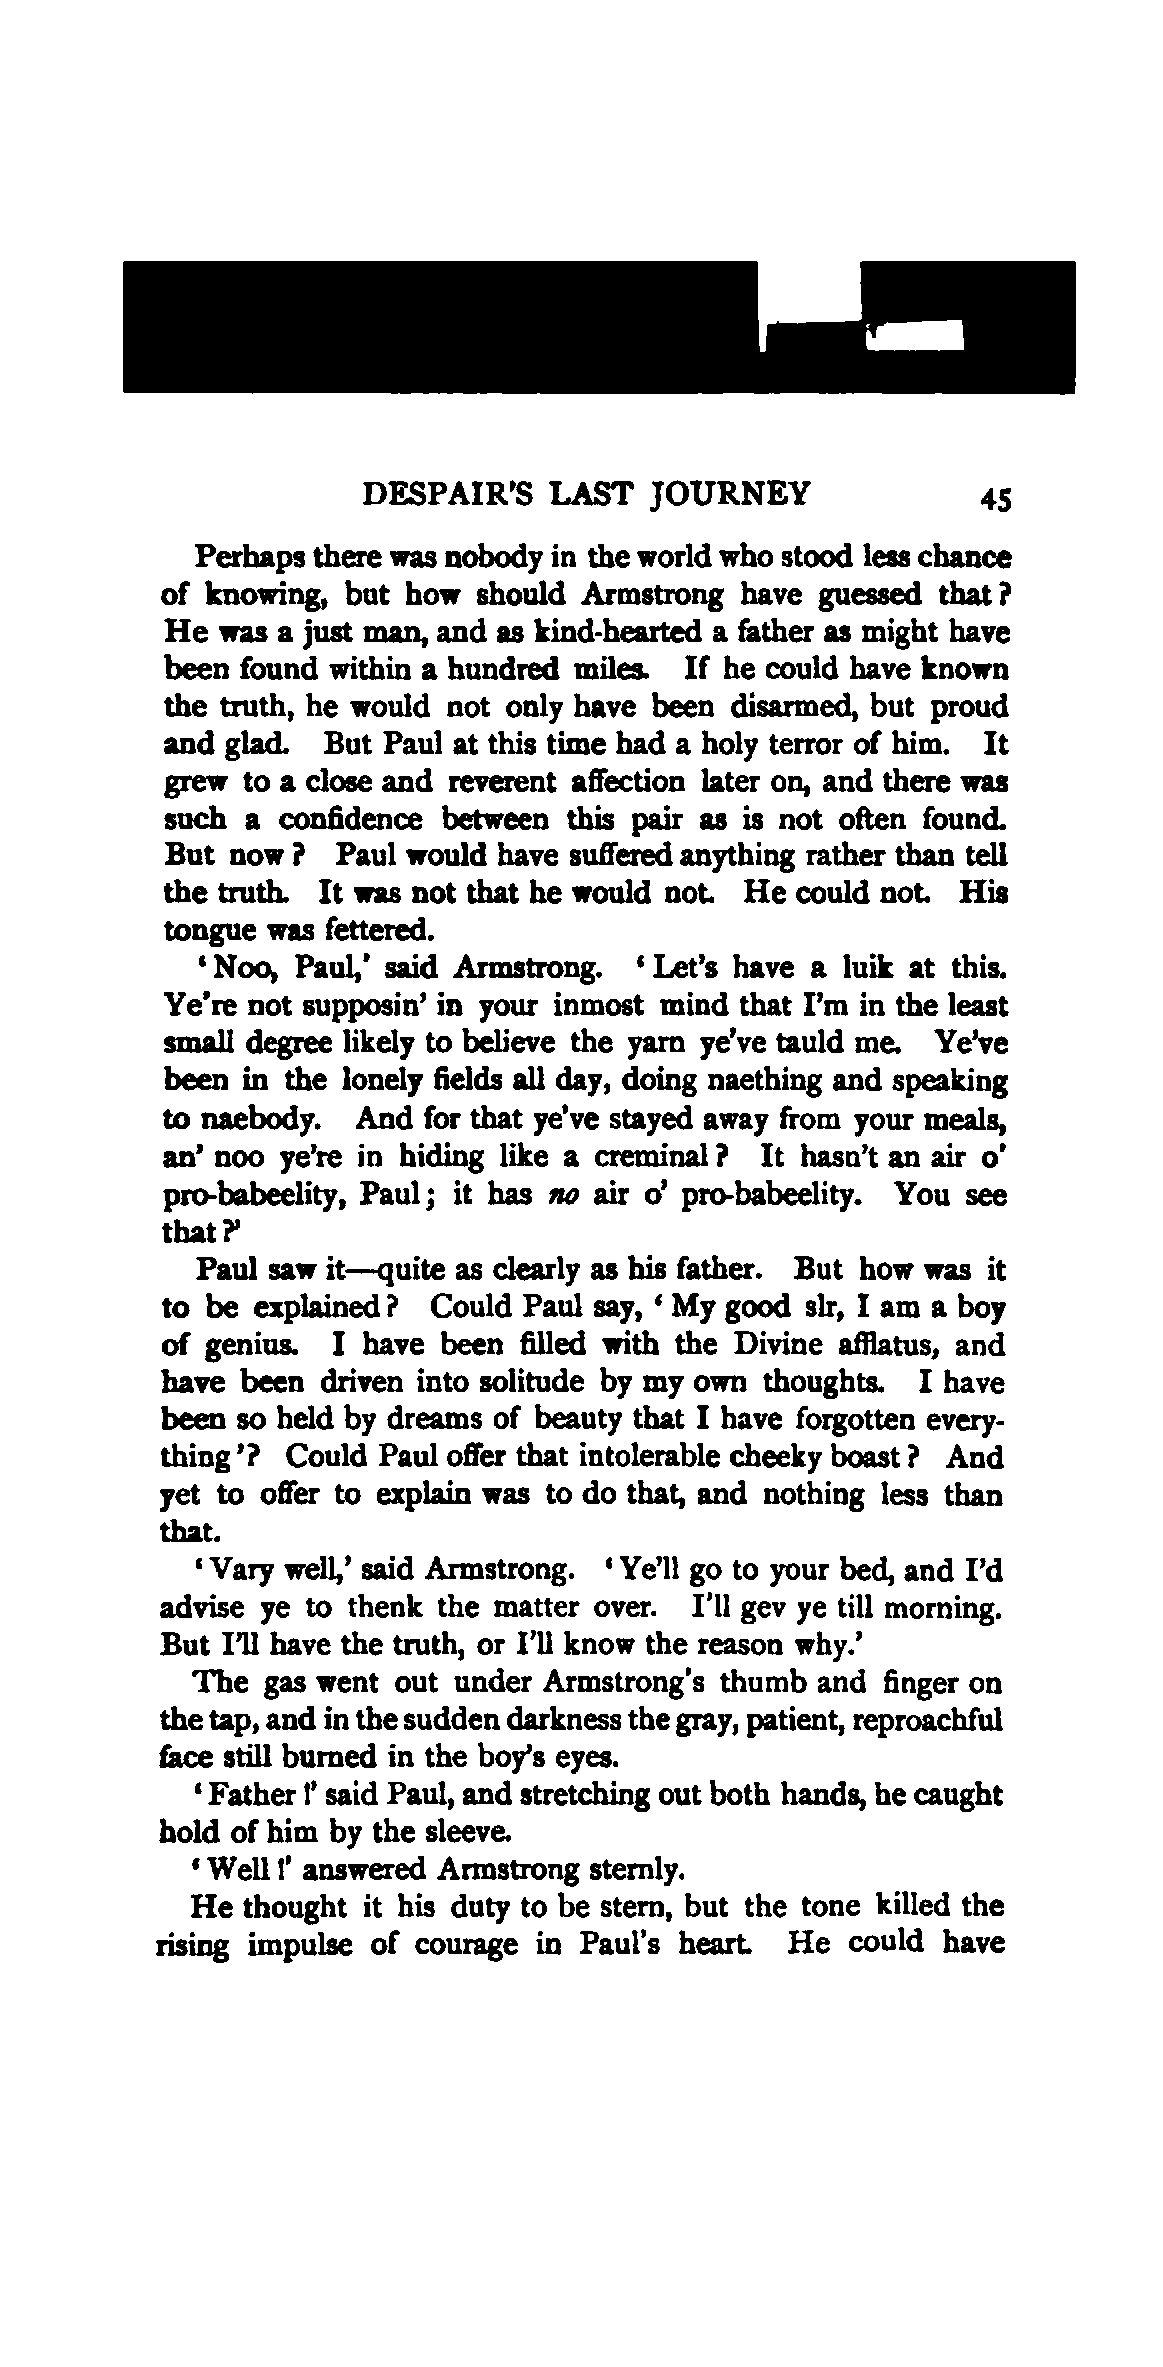 DESPAIR'S LAST JOURNEY 45
Perhaps there was nobody in the world who stood less chance
of knowing, but how should Armstrong have guessed that?
He was a just man, and as kind-hearted a father as might have
been found within a hundred miles. If he could have known
the truth, he would not only have been disarmed, but proud
and glad. But Paul at this time had a holy terror of him. It
grew to a close and reverent affection later on, and there was
such a confidence between this pair as is not often found.
But now? Paul would have suffered anything rather than tell
the truth. It was not that he would not. He could not. His
tongue was fettered.
'Noo, Paul,' said Armstrong. 'Let's have a luik at this.
Ye're not supposin' in your inmost mind that I'm in the least
small degree likely to believe the yarn ye've tauld me. Ye've
been in the lonely fields all day, doing naething and speaking
to naebody. And for that ye've stayed away from your meals,
an' noo ye're in hiding like a creminal? It hasn't an air o'
pro-babeelity, Paul; it has no air o' pro-babeelity. You see
that?'
Paul saw it—quite as clearly as his father. But how was it
to be explained? Could Paul say, 'My good sir, I am a boy
of genius. I have been filled with the Divine afflatus, and
have been driven into solitude by my own thoughts. I have
been so held by dreams of beauty that I have forgotten every-
thing'? Could Paul offer that intolerable cheeky boast? And
yet to offer to explain was to do that, and nothing less than
that.
'Vary well,' said Armstrong. 'Ye'll go to your bed, and I'd
advise ye to thenk the matter over. I'll gev ye till morning.
But I'll have the truth, or I'll know the reason why.'
The gas went out under Armstrong's thumb and finger on
the tap, and in the sudden darkness the gray, patient, reproachful
face still burned in the boy's eyes.
'Father!' said Paul, and stretching out both hands, he caught
hold of him by the sleeve.
'Well!' answered Armstrong sternly.
He thought it his duty to be stern, but the tone killed the
rising impulse of courage in Paul's heart. He could have